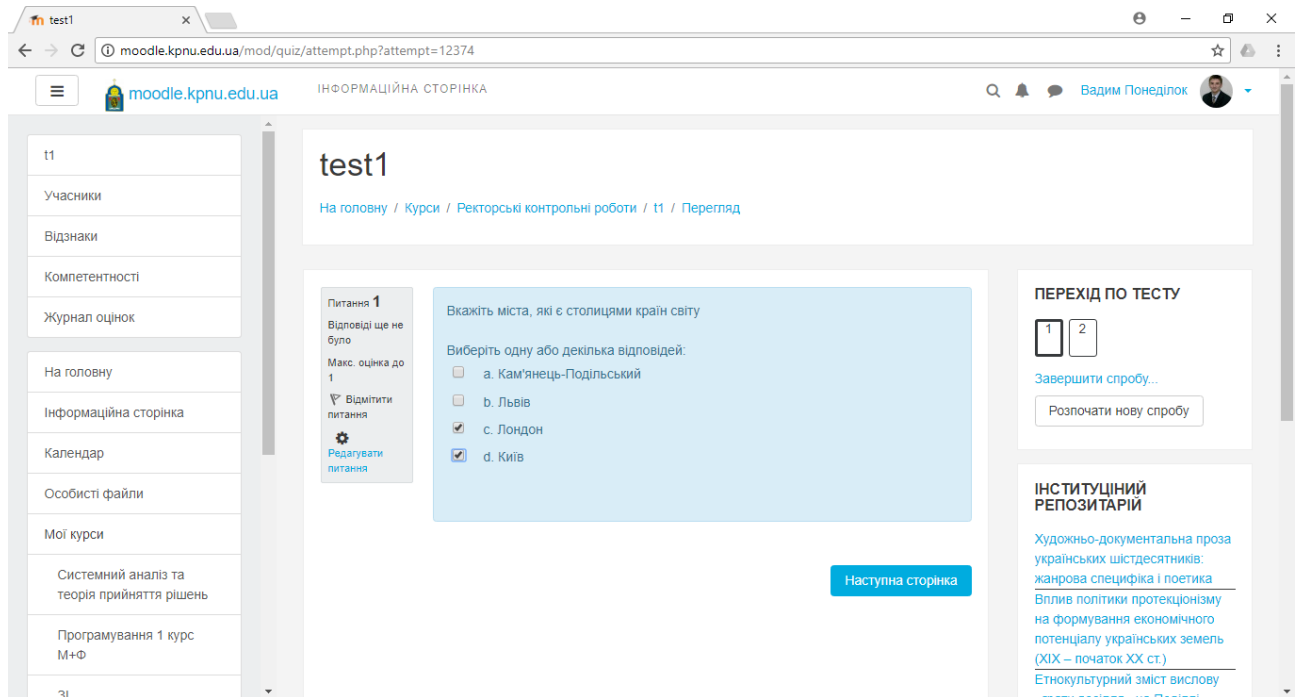 test1
moodle.kpnu.edu.ua/mod/quiz/attempt.php?attempt=12374
moodle.kpnu.edu.ua
ІНФОРМАЦІЙНА СТОРІНКА
Вадим Понеділок
t1
Учасники
Відзнаки
Компетентності
Журнал оцінок
На головну
Інформаційна сторінка
Календар
Особисті файли
Мої курси
Системний аналіз та
теорія прийняття рішень
Програмування 1 курс
М+Ф
ЗІ
test1
На головну / Курси / Ректорські контрольні роботи / t1 / Перегляд
Питання 1
Відповіді ще не
було
Макс. оцінка до
1
Відмітити
питання
Редагувати
питання
Вкажіть міста, які є столицями країн світу
Виберіть одну або декілька відповідей:
a. Кам'янець-Подільський
b. Львів
c. Лондон
d. Київ
Наступна сторінка
ПЕРЕХІД ПО ТЕСТУ
1 2
Завершити спробу...
Розпочати нову спробу
ІНСТИТУЦІНИЙ
РЕПОЗИТАРІЙ
Художньо-документальна проза
українських шістдесятників:
жанрова специфіка і поетика
Вплив політики протекціонізму
на формування економічного
потенціалу українських земель
(ХІХ – початок ХХ ст.)
Етнокультурний зміст вислову